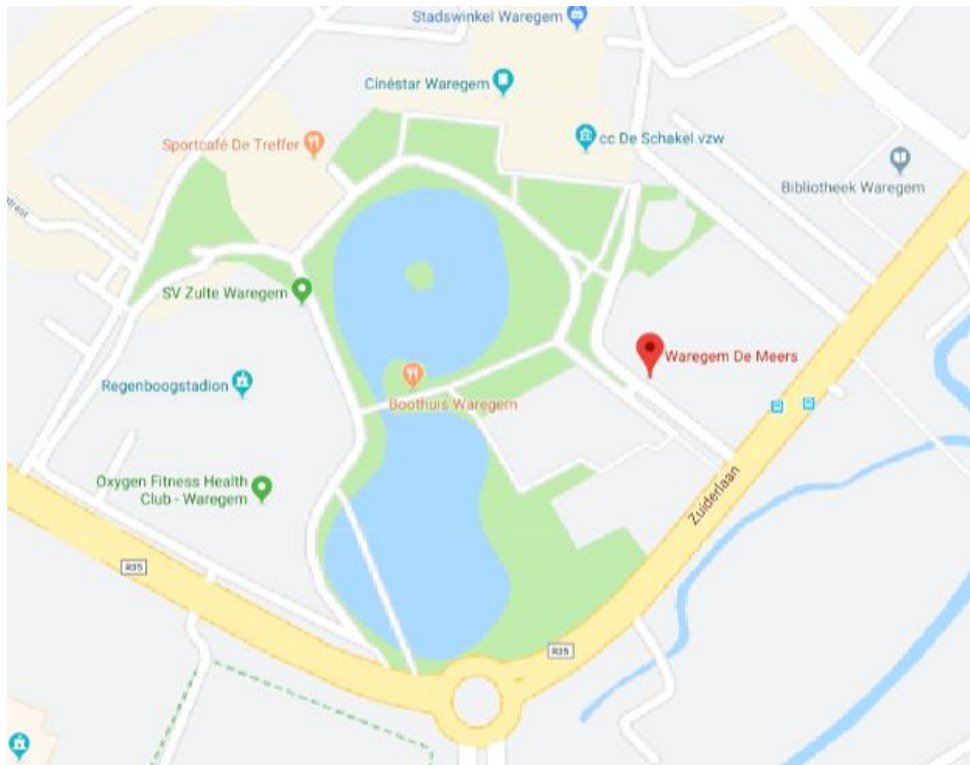 Stadswinkel Waregem
Cinéstar Waregem
cc De Schakel vzw
Sportcafé De Treffer
Bibliotheek Waregem
SV Zulte Waregem
Waregem De Meers
Regenboogstadion
Boothuis Waregem
Oxygen Fitness Health
Club - Waregem
Zuiderlaan
R35
R35